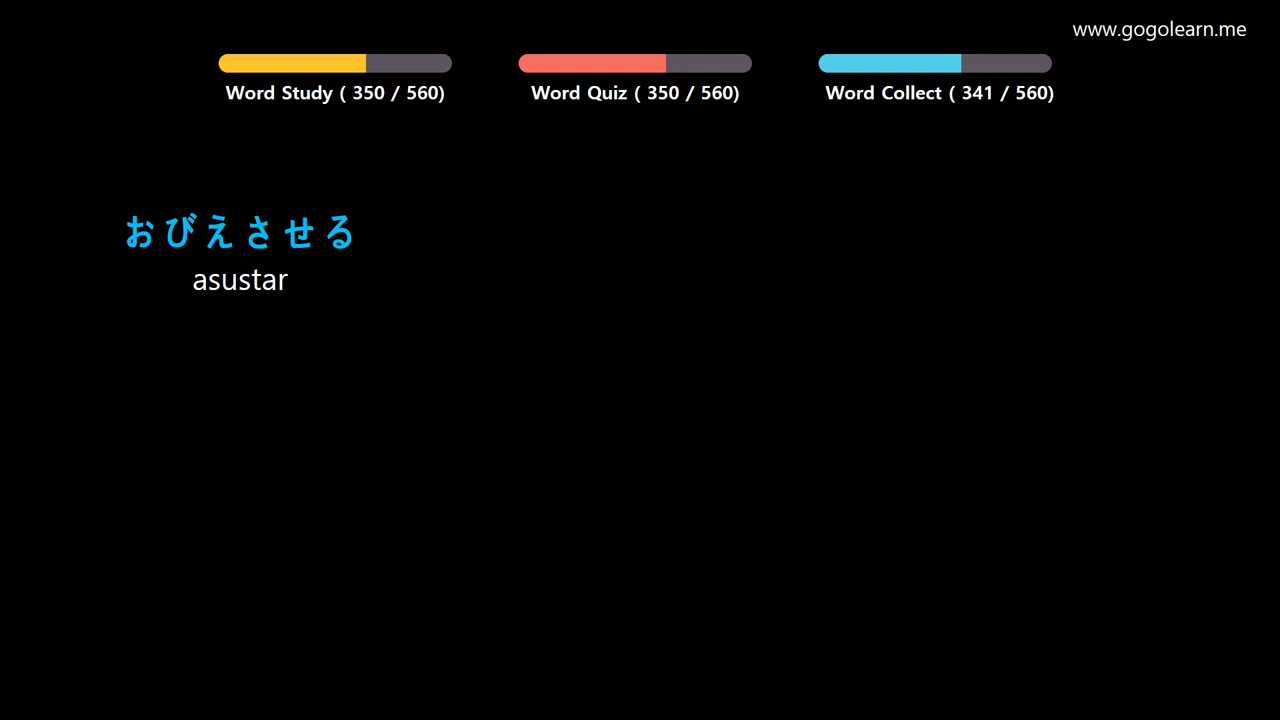 www.gogolearn.me
Word Study ( 350 / 560)
Word Quiz ( 350 / 560)
Word Collect ( 341 / 560)
おびえさせる
asustar